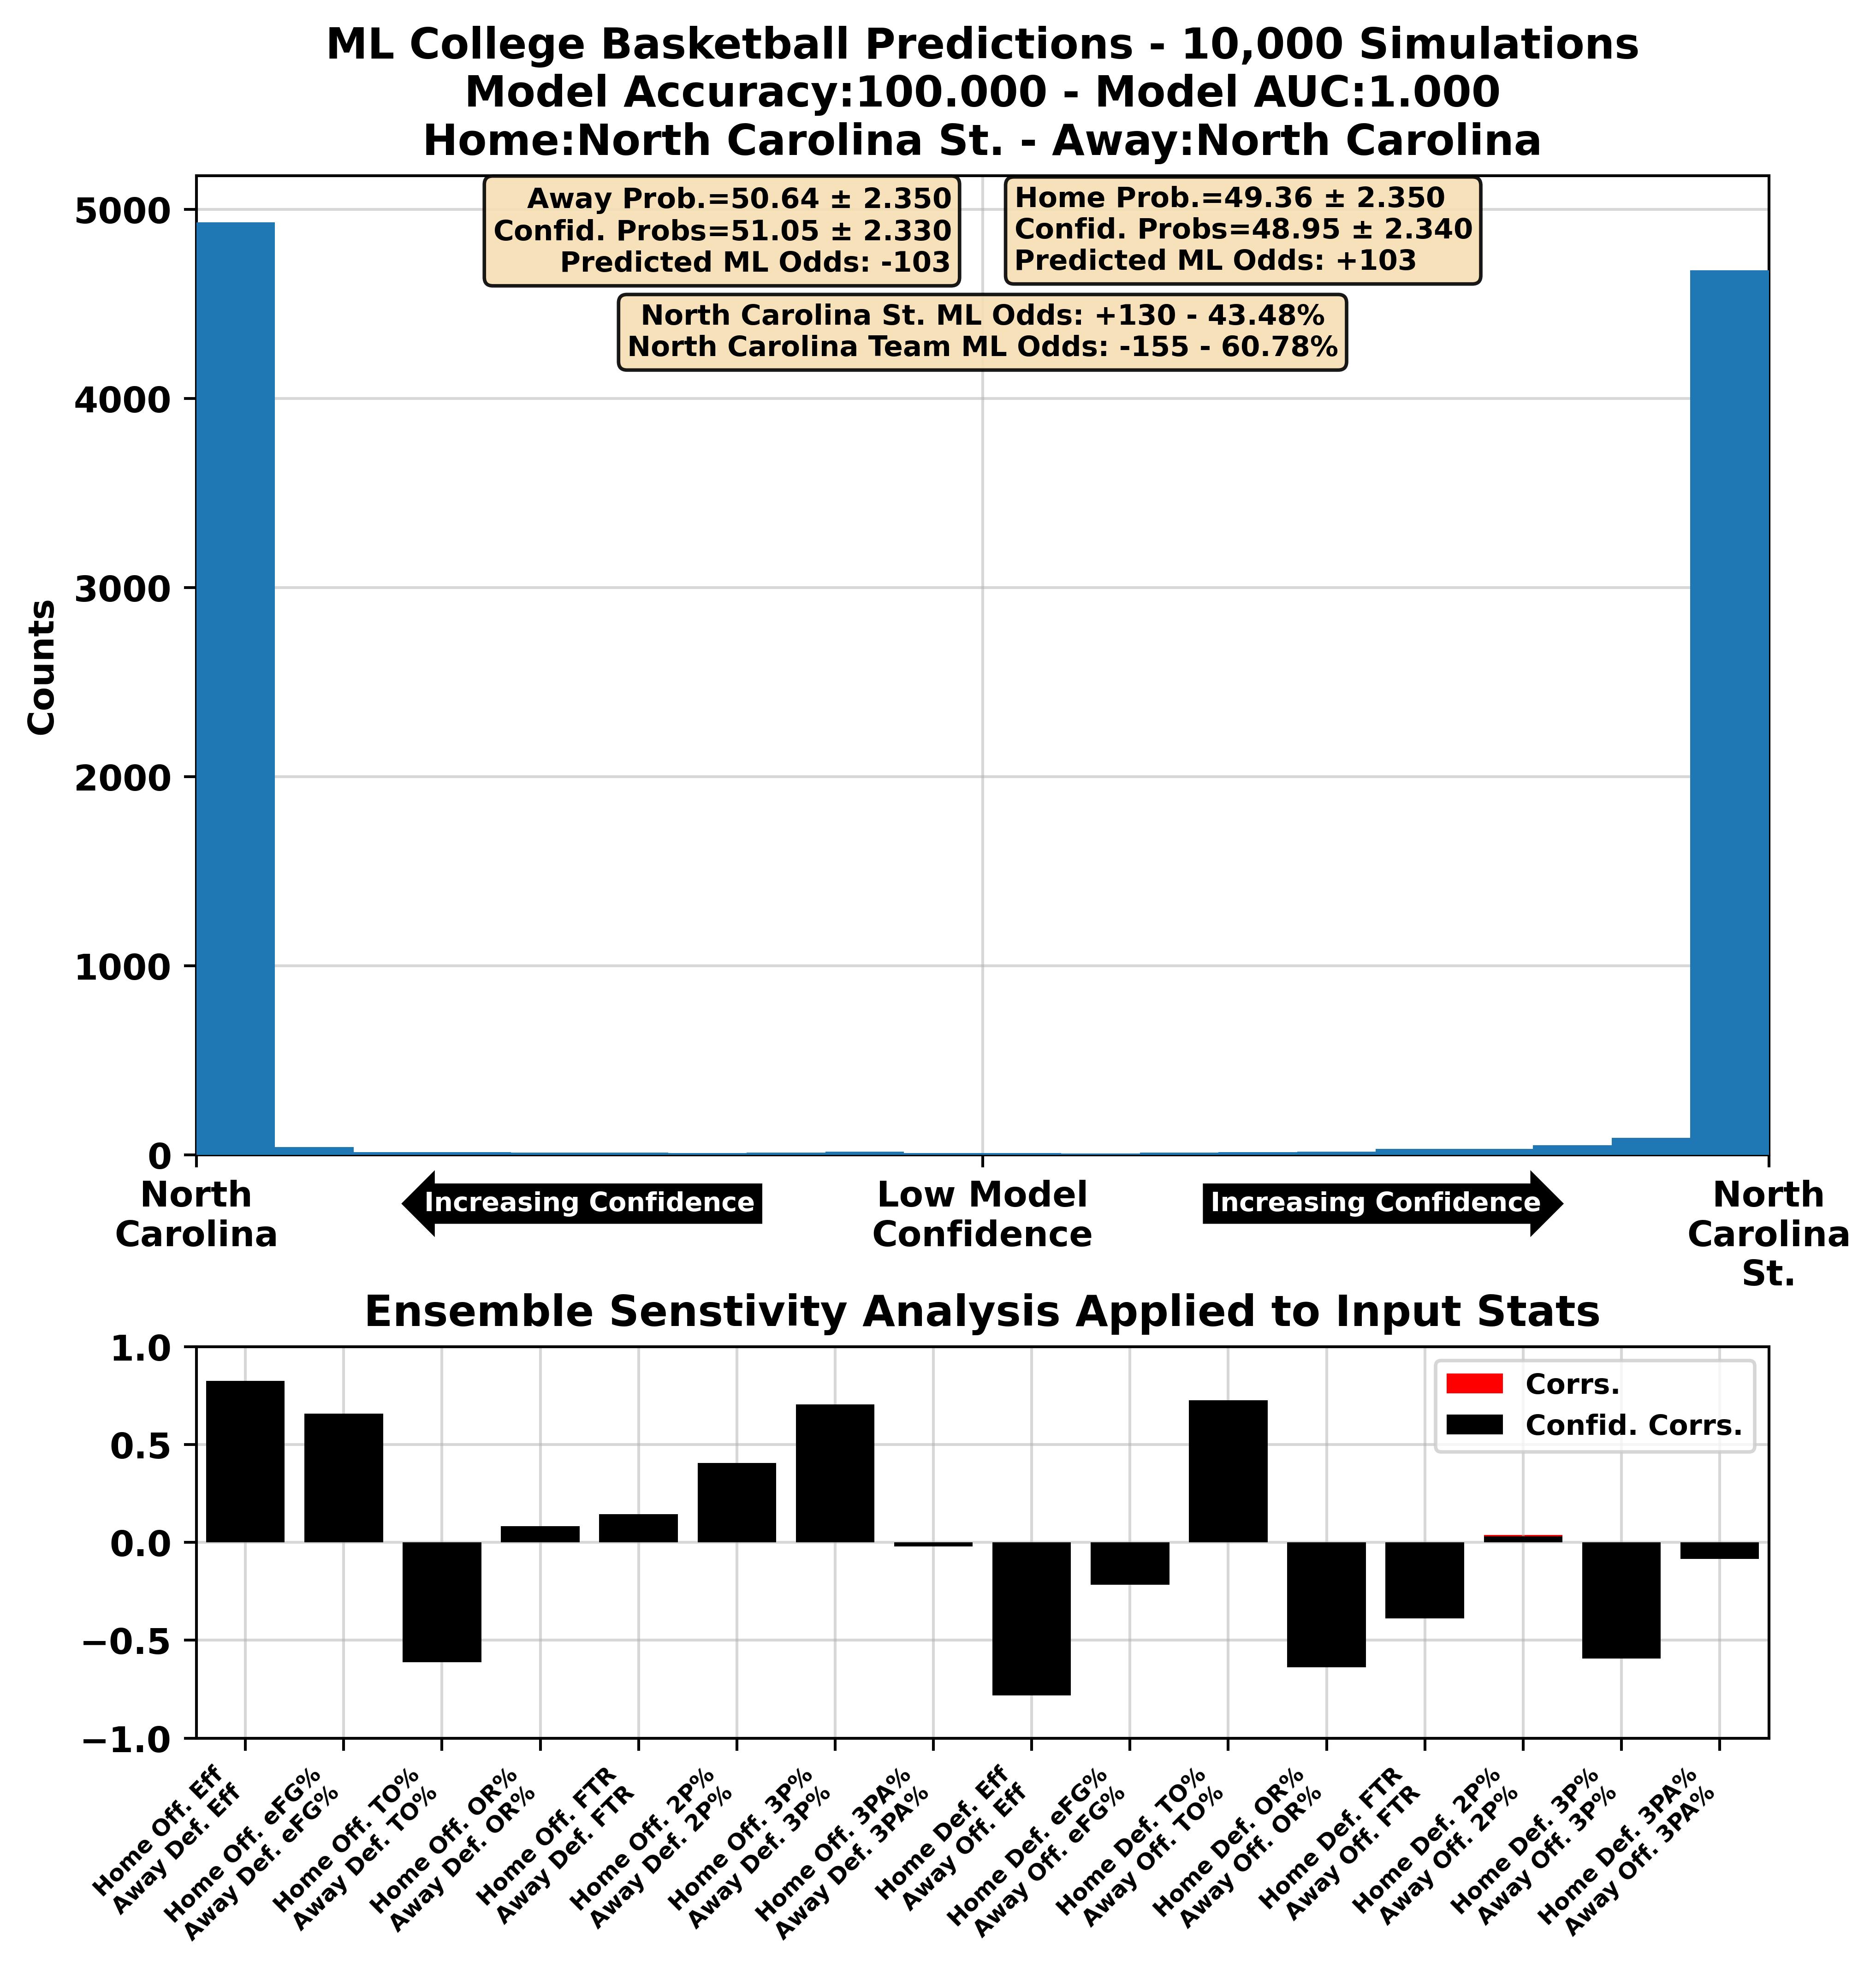 ML College Basketball Predictions - 10,000 Simulations
Model Accuracy:100.000 - Model AUC:1.000
Home:North Carolina St. - Away:North Carolina
Away Prob.=50.64 ± 2.350
Confid. Probs=51.05 ± 2.330
Predicted ML Odds: -103
Home Prob.=49.36 ± 2.350
Confid. Probs=48.95 ± 2.340
Predicted ML Odds: +103
North Carolina St. ML Odds: +130 - 43.48%
North Carolina Team ML Odds: -155 - 60.78%
5000
4000
3000
2000
1000
0
Counts
North
Carolina
Increasing Confidence
Low Model
Confidence
Increasing Confidence
North
Carolina
St.
Ensemble Senstivity Analysis Applied to Input Stats
1.0
0.5
0.0
−0.5
−1.0
Corrs.
Confid. Corrs.
Home Off. Eff
Away Def. Eff
Home Off. eFG%
Away Def. eFG%
Home Off. TO%
Away Def. TO%
Home Off. OR%
Away Def. OR%
Home Off. FTR
Away Def. FTR
Home Off. 2P%
Away Def. 2P%
Home Off. 3P%
Away Def. 3P%
Home Off. 3PA%
Away Def. 3PA%
Home Def. Eff
Away Off. Eff
Home Def. eFG%
Away Off. eFG%
Home Def. TO%
Away Off. TO%
Home Def. OR%
Away Off. OR%
Home Def. FTR
Away Off. FTR
Home Def. 2P%
Away Off. 2P%
Home Def. 3P%
Away Off. 3P%
Home Def. 3PA%
Away Off. 3PA%